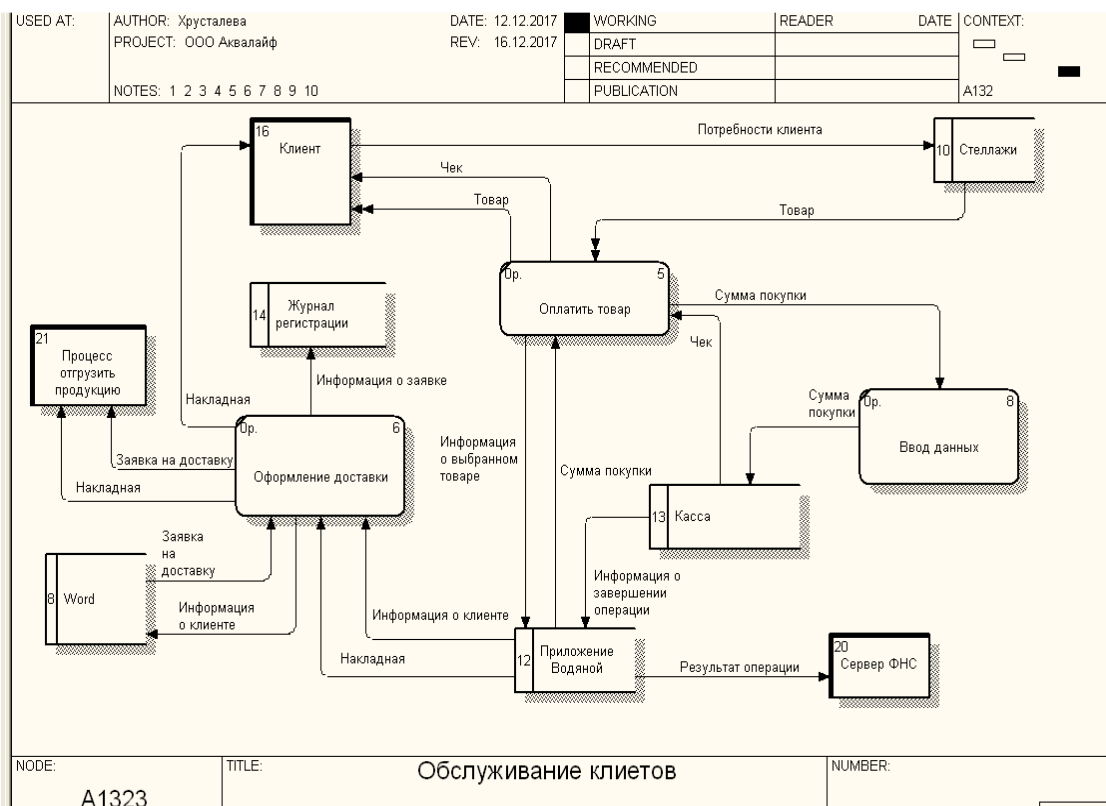 USED AT:
AUTHOR: Хрусталева
DATE: 12.12.2017
WORKING
READER
DATE
CONTEXT:
PROJECT: ООО Аквалайф
REV: 16.12.2017
DRAFT
RECOMMENDED
NOTES: 1 2 3 4 5 6 7 8 9 10
PUBLICATION
A132
16
Клиент
Потребности клиента
10
Стеллажи
Чек
Товар
Товар
0р.
5
Оплатить товар
Сумма покупки
14
Журнал
регистрации
21
Процесс
отгрузить
продукцию
Чек
Информация о заявке
Накладная
Сумма
покупки
0р.
8
Ввод данных
0р.
6
Оформление доставки
Информация
о выбранном
товаре
Заявка на доставку
Сумма покупки
Накладная
13
Касса
Заявка
на
доставку
8
Word
Информация
о клиенте
Информация о
завершении
операции
Информация о клиенте
12
Приложение
Водяной
Накладная
Результат операции
20
Сервер ФНС
NODE:
TITLE:
Обслуживание клиетов
NUMBER:
A1323